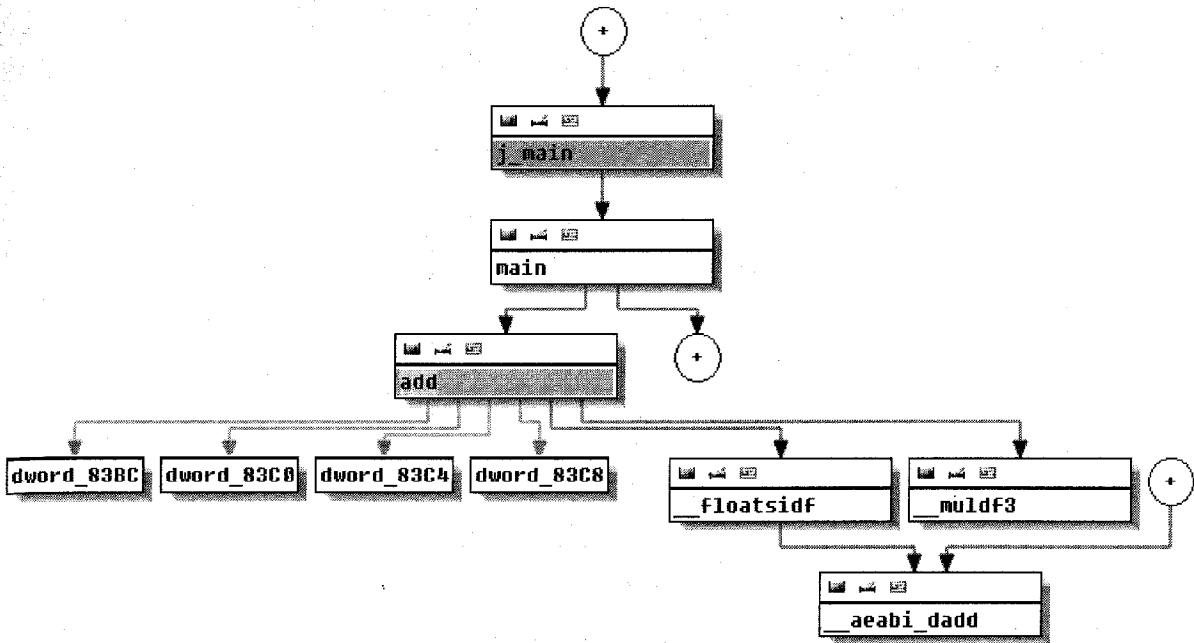 +
j_main
main
+
add
dword_83BC
dword_83C0
dword_83C4
dword_83C8
__floatsidf
__muldf3
+
__aeabi_dadd